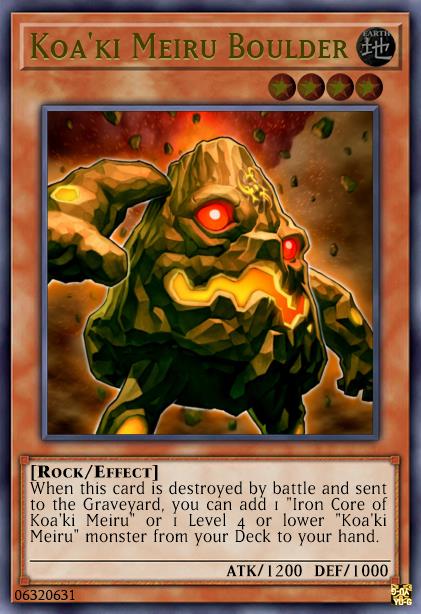 Koa'ki Meiru Boulder
EARTH
地
[Rock/Effect]
When this card is destroyed by battle and sent
to the Graveyard, you can add 1 "Iron Core of
Koa'ki Meiru" or 1 Level 4 or lower "Koa'ki
Meiru" monster from your Deck to your hand.
ATK/1200 DEF/1000
06320631